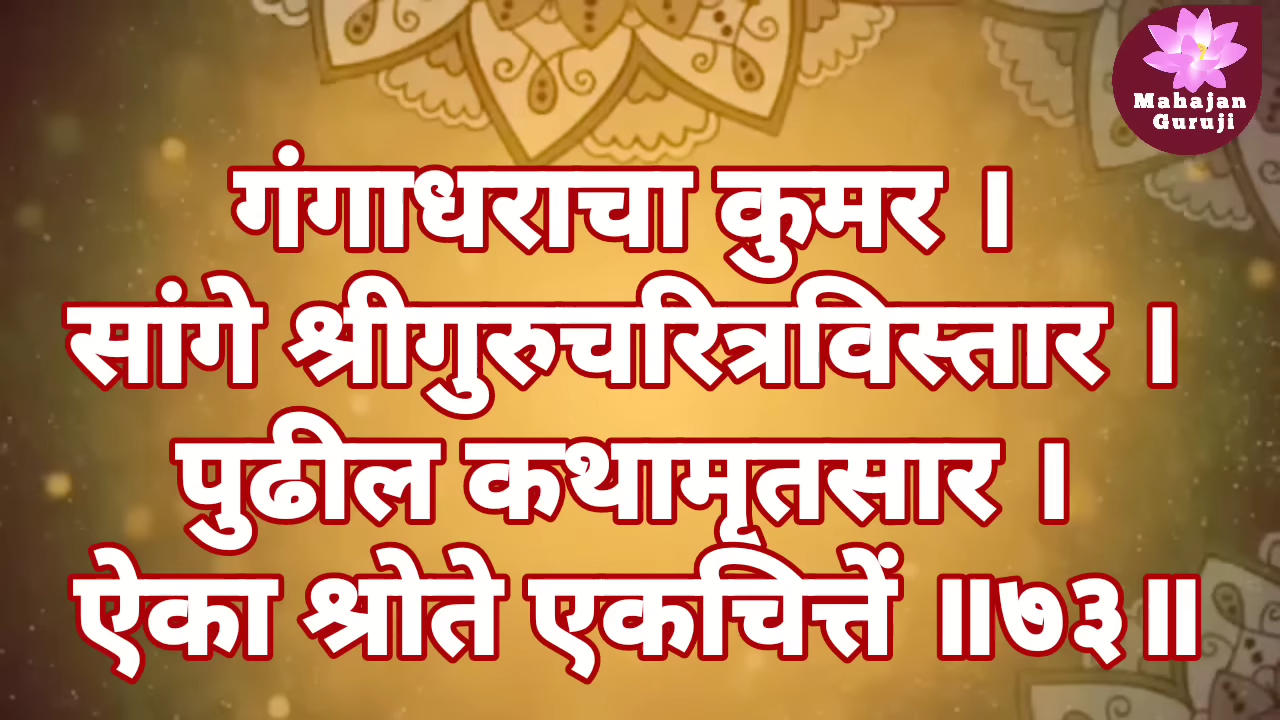 Mahajan
Guruji
गंगाधराचा कुमर ।
सांगे श्रीगुरुचरित्रविस्तार ।
पुढील कथामृतसार ।
ऐका श्रोते एकचित्तें ॥७३॥